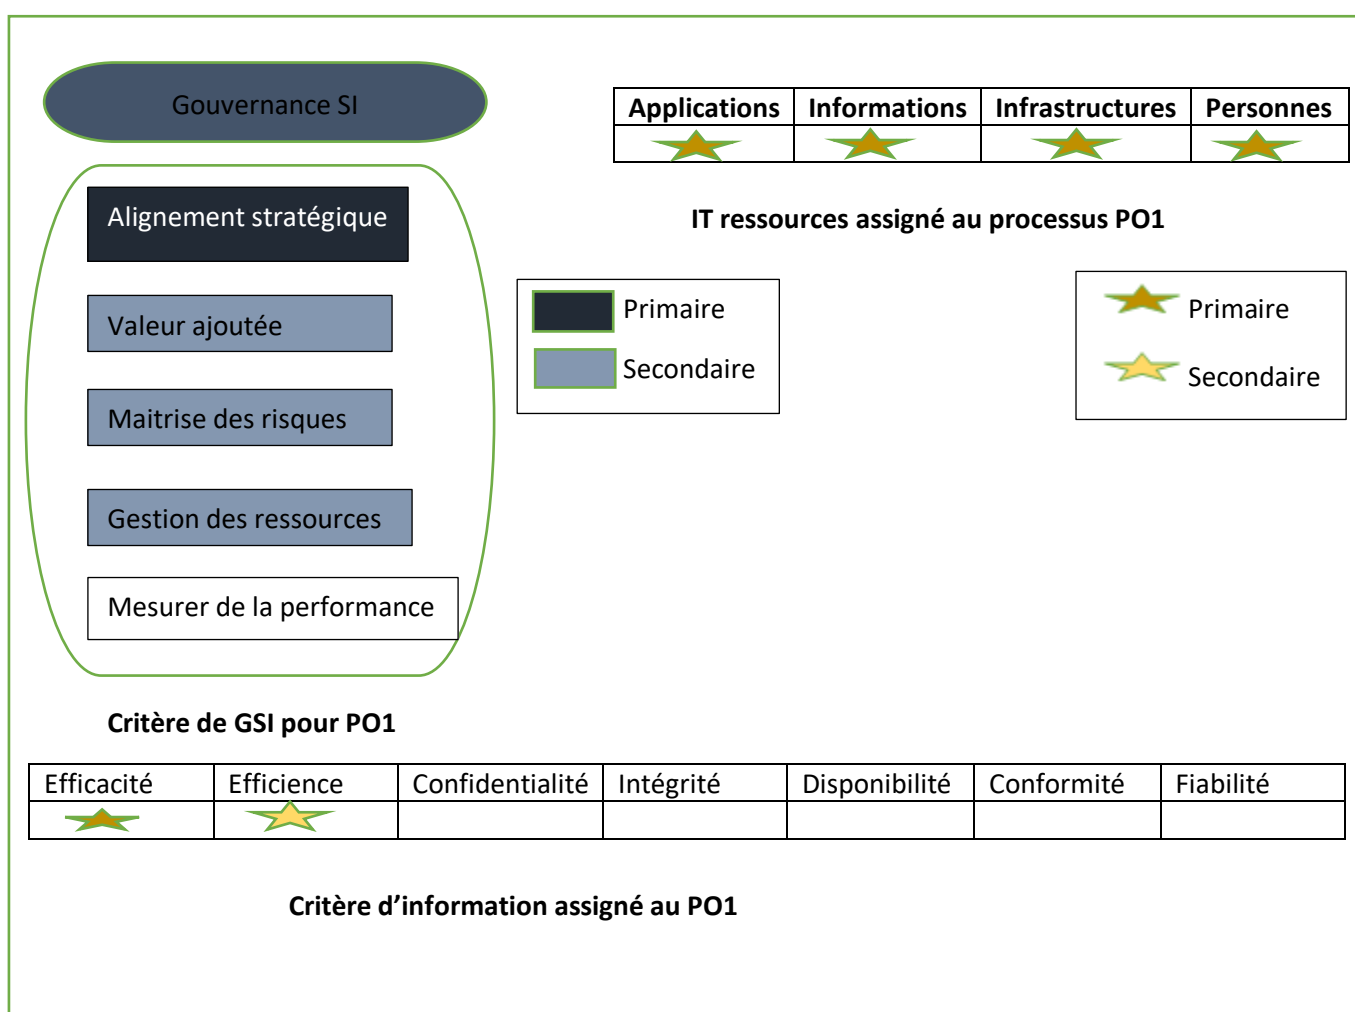 Gouvernance SI
Applications Informations Infrastructures Personnes
IT ressources assigné au processus PO1
Alignement stratégique
Valeur ajoutée
Maitrise des risques
Gestion des ressources
Mesurer de la performance
Primaire
Secondaire
Primaire
Secondaire
Critère de GSI pour PO1
Efficacité Efficience Confidentialité Intégrité Disponibilité Conformité Fiabilité
Critère d’information assigné au PO1